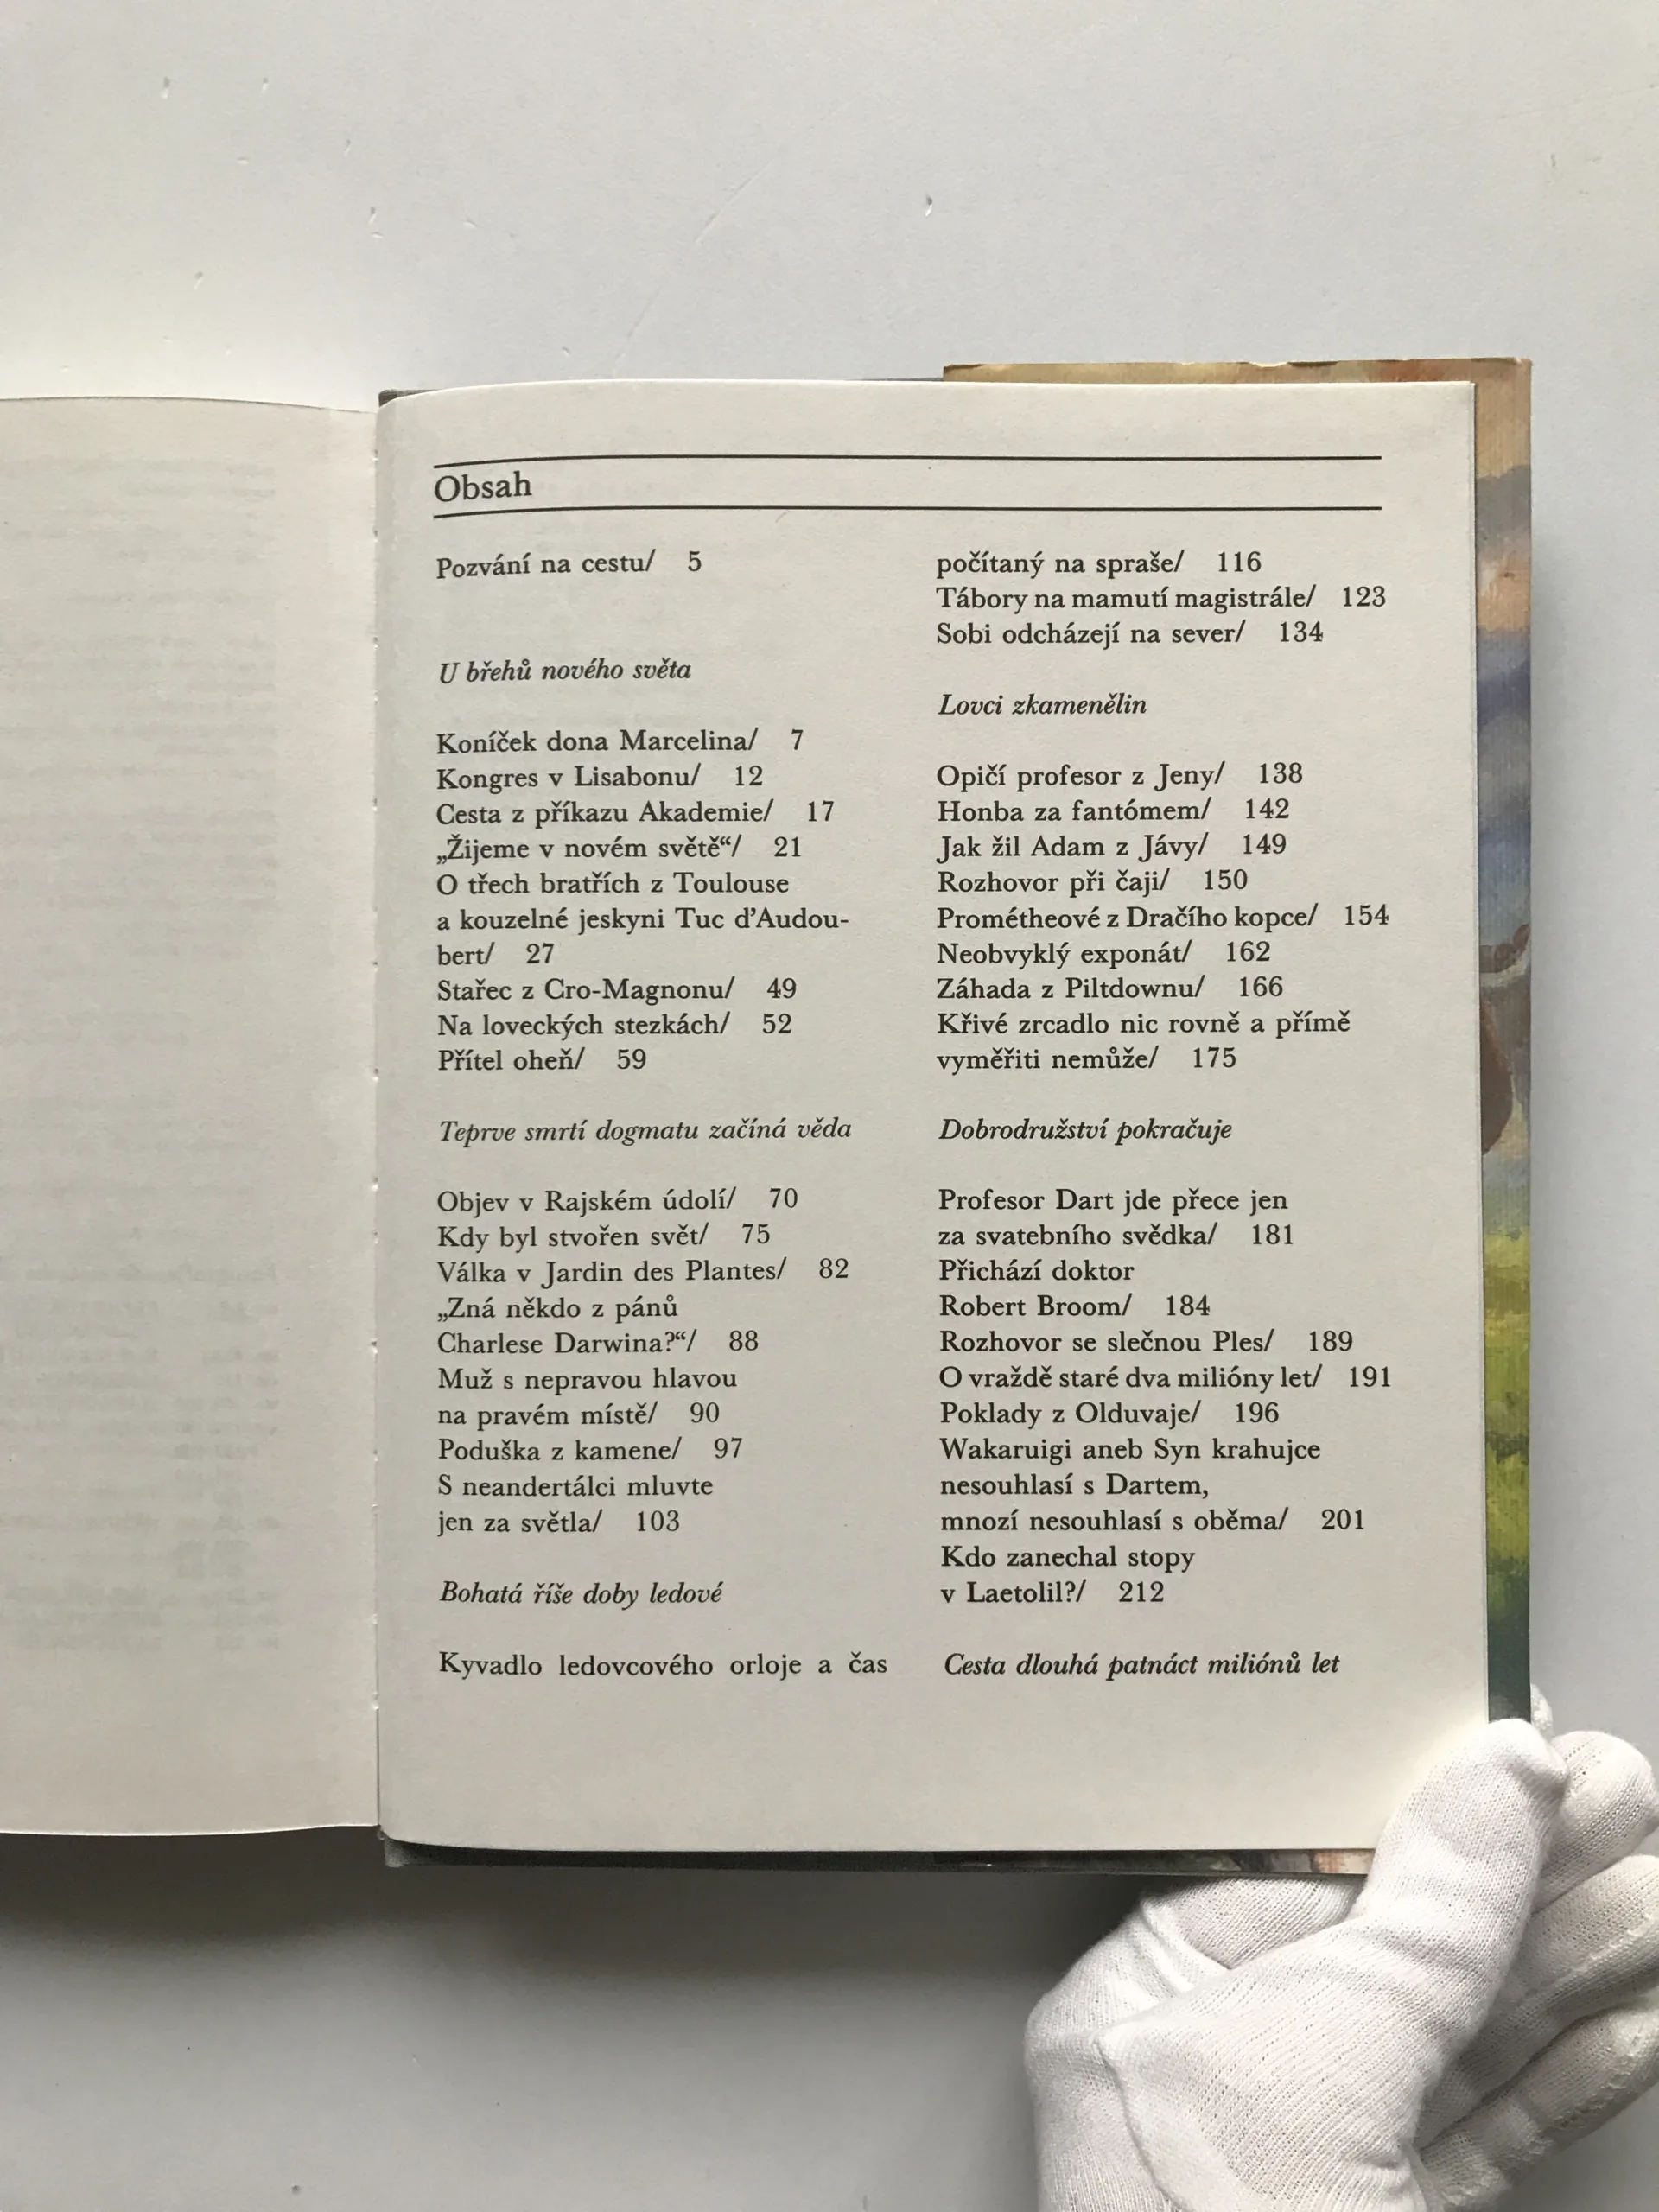 Obsah
Pozvání na cestu/ 5
U břehů nového světa
Koníček dona Marcelina/ 7
Kongres v Lisabonu/ 12
Cesta z příkazu Akademie/ 17
„Žijeme v novém světě“/ 21
O třech bratřích z Toulouse
a kouzelné jeskyni Tuc d’Audou-
bert/ 27
Stařec z Cro-Magnonu/ 49
Na loveckých stezkách/ 52
Přítel oheň/ 59
Teprve smrtí dogmatu začíná věda
Objev v Rajském údolí/ 70
Kdy byl stvořen svět/ 75
Válka v Jardin des Plantes/ 82
„Zná někdo z pánů
Charlese Darwina?“/ 88
Muž s nepravou hlavou
na pravém místě/ 90
Poduška z kamene/ 97
S neandertálci mluvte
jen za světla/ 103
Bohatá říše doby ledové
Kyvadlo ledovcového orloje a čas
počítaný na spraše/ 116
Tábory na mamutí magistrále/ 123
Sobi odcházejí na sever/ 134
Lovci zkamenělin
Opičí profesor z Jeny/ 138
Honba za fantómem/ 142
Jak žil Adam z Jávy/ 149
Rozhovor při čaji/ 150
Prométheové z Dračího kopce/ 154
Neobvyklý exponát/ 162
Záhada z Piltdownu/ 166
Křivé zrcadlo nic rovně a přímě
vyměřiti nemůže/ 175
Dobrodružství pokračuje
Profesor Dart jde přece jen
za svatebního svědka/ 181
Přichází doktor
Robert Broom/ 184
Rozhovor se slečnou Ples/ 189
O vraždě staré dva milióny let/ 191
Poklady z Olduvaje/ 196
Wakaruigi aneb Syn krahujce
nesouhlasí s Dartem,
mnozí nesouhlasí s oběma/ 201
Kdo zanechal stopy
v Laetolil?/ 212
Cesta dlouhá patnáct miliónů let